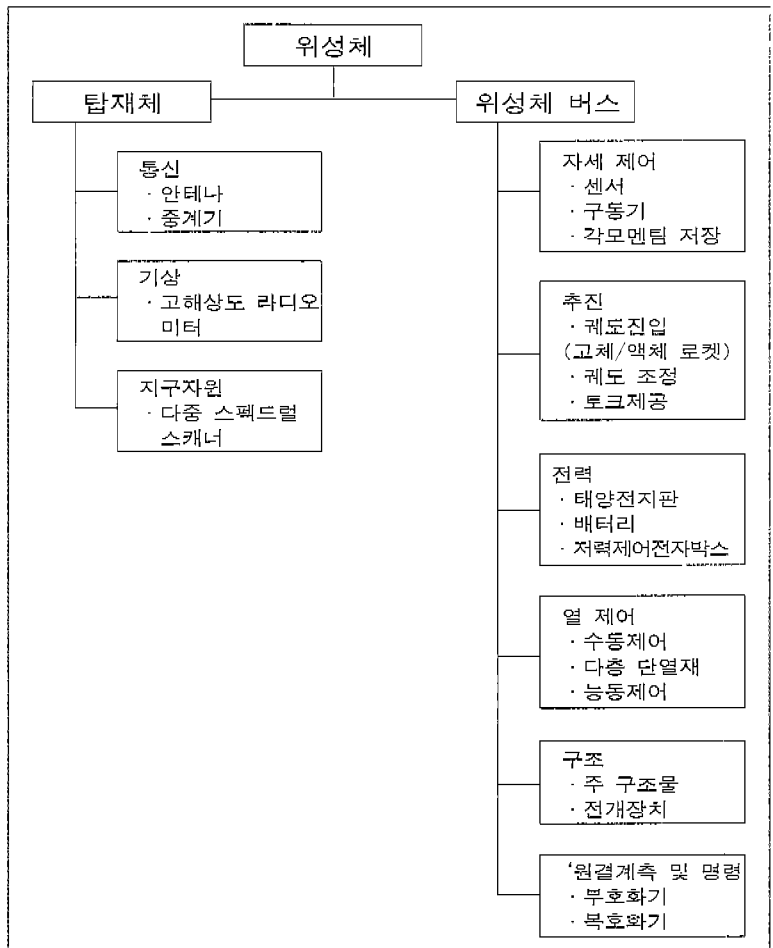 위성체
탑재체
위성체 버스
통신
· 안테나
· 중계기
기상
· 고해상도 라디오
미터
지구자원
· 다중 스펙드럴
스캐너
자세 제어
· 센서
· 구동기
· 각모멘텀 저장
추진
· 궤도진입
(고체/액체 로켓)
· 궤도 조정
· 토크제공
전력
· 태양전지판
· 배터리
· 저력제어전자박스
열 제어
· 수동제어
· 다층 단열재
· 능동제어
구조
· 주 구조물
· 전개장치
'원결계측 및 명령
· 부호화기
· 복호화기